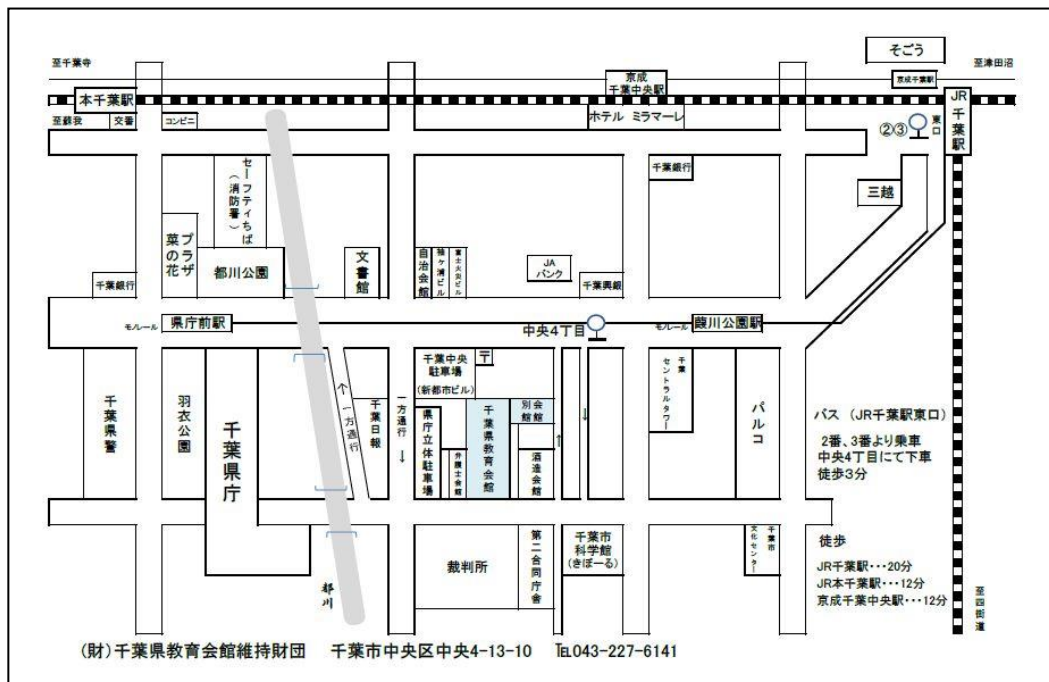 そごう
至千葉寺
至津田沼
京成
千葉中央駅
京成千葉駅
本千葉駅
JR
千葉駅
東口
②③
至蘇我
交番
コンビニ
ホテル ミラマーレ
セーフティちば
(消防署)
千葉銀行
三越
プラザ
菜の花
都川公園
文書館
自治会館
袖ヶ浦ビル
富士火災ビル
JA
バンク
千葉銀行
千葉興銀
モノレール
県庁前駅
中央4丁目
モノレール
葭川公園駅
千葉県警
羽衣公園
千葉県庁
↑ 一方通行
千葉日報
一方通行 ↓
千葉中央
駐車場
(新都市ビル)
〒
県庁立体駐車場
弁護士会館
千葉県教育会館
別館
会館
酒造会館
↑
↓
千葉
セントラルタワー
パルコ
バス (JR千葉駅東口)
2番、3番より乗車
中央4丁目にて下車
徒歩3分
都川
裁判所
第二合同庁舎
千葉市
科学館
(きぼーる)
千葉市
文化センター
徒歩
JR千葉駅・・・20分
JR本千葉駅・・・12分
京成千葉中央駅・・・12分
至四街道
(財)千葉県教育会館維持財団 千葉市中央区中央4-13-10 ℡043-227-6141